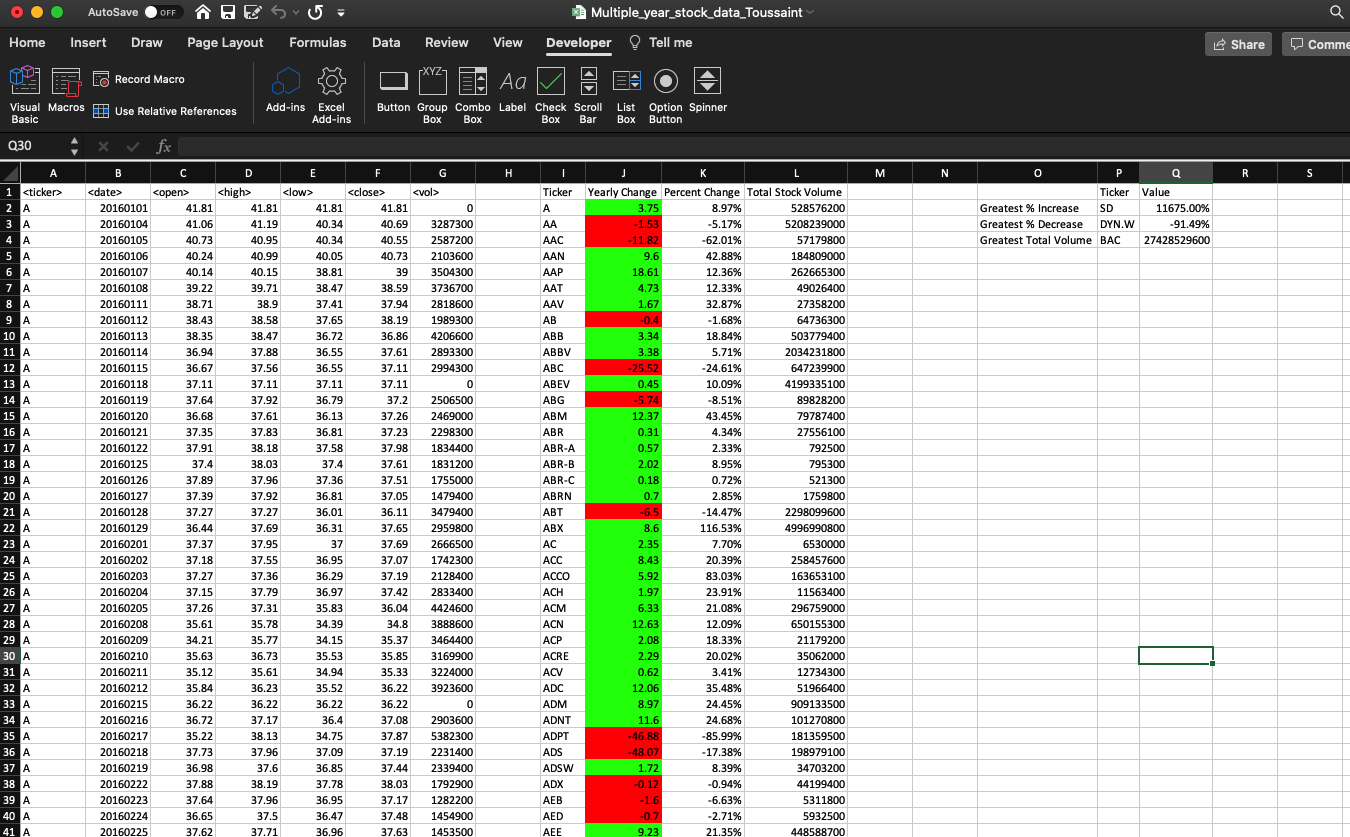 AutoSave OFF Multiple_year_stock_data_Toussaint
Home Insert Draw Page Layout Formulas Data Review View Developer Tell me Share Comme
Visual Basic Macros Record Macro Use Relative References Add-ins Excel Add-ins Button Group Box Combo Box Label Check Box Scroll Bar List Box Option Button Spinner
XYZ Aa
Q30 fx
A B C D E F G H I J K L M N O P Q R S
1 <ticker> <date> <open> <high> <low> <close> <vol> Ticker Yearly Change Percent Change Total Stock Volume Ticker Value
2 A 20160101 41.81 41.81 41.81 41.81 0 A 3.75 8.97% 528576200 Greatest % Increase SD 11675.00%
3 A 20160104 41.06 41.19 40.34 40.69 3287300 AA -1.53 -5.17% 5208239000 Greatest % Decrease DYN.W -91.49%
4 A 20160105 40.73 40.95 40.34 40.55 2587200 AAC -11.82 -62.01% 57179800 Greatest Total Volume BAC 27428529600
5 A 20160106 40.24 40.99 40.05 40.73 2103600 AAN 9.6 42.88% 184809000
6 A 20160107 40.14 40.15 38.81 39 3504300 AAP 18.61 12.36% 262665300
7 A 20160108 39.22 39.71 38.47 38.59 3736700 AAT 4.73 12.33% 49026400
8 A 20160111 38.71 38.9 37.41 37.94 2818600 AAV 1.67 32.87% 27358200
9 A 20160112 38.43 38.58 37.65 38.19 1989300 AB -0.4 -1.68% 64736300
10 A 20160113 38.35 38.47 36.72 36.86 4206600 ABB 3.34 18.84% 503779400
11 A 20160114 36.94 37.88 36.55 37.61 2893300 ABBV 3.38 5.71% 2034231800
12 A 20160115 36.67 37.56 36.55 37.11 2994300 ABC -25.52 -24.61% 647239900
13 A 20160118 37.11 37.11 37.11 37.11 0 ABEV 0.45 10.09% 4199335100
14 A 20160119 37.64 37.92 36.79 37.2 2506500 ABG -5.74 -8.51% 89828200
15 A 20160120 36.68 37.61 36.13 37.26 2469000 ABM 12.37 43.45% 79787400
16 A 20160121 37.35 37.83 36.81 37.23 2298300 ABR 0.31 4.34% 27556100
17 A 20160122 37.91 38.18 37.58 37.98 1834400 ABR-A 0.57 2.33% 792500
18 A 20160125 37.4 38.03 37.4 37.61 1831200 ABR-B 2.02 8.95% 795300
19 A 20160126 37.89 37.96 37.36 37.51 1755000 ABR-C 0.18 0.72% 521300
20 A 20160127 37.39 37.92 36.81 37.05 1479400 ABRN 0.7 2.85% 1759800
21 A 20160128 37.27 37.27 36.01 36.11 3479400 ABT -6.5 -14.47% 2298099600
22 A 20160129 36.44 37.69 36.31 37.65 2959800 ABX 8.6 116.53% 4996990800
23 A 20160201 37.37 37.95 37 37.69 2666500 AC 2.35 7.70% 6530000
24 A 20160202 37.18 37.55 36.95 37.07 1742300 ACC 8.43 20.39% 258457600
25 A 20160203 37.27 37.36 36.29 37.19 2128400 ACCO 5.92 83.03% 163653100
26 A 20160204 37.15 37.79 36.97 37.42 2833400 ACH 1.97 23.91% 11563400
27 A 20160205 37.26 37.31 35.83 36.04 4424600 ACM 6.33 21.08% 296759000
28 A 20160208 35.61 35.78 34.39 34.8 3888600 ACN 12.63 12.09% 650155300
29 A 20160209 34.21 35.77 34.15 35.37 3464400 ACP 2.08 18.33% 21179200
30 A 20160210 35.63 36.73 35.53 35.85 3169900 ACRE 2.29 20.02% 35062000
31 A 20160211 35.12 35.61 34.94 35.33 3224000 ACV 0.62 3.41% 12734300
32 A 20160212 35.84 36.23 35.52 36.22 3923600 ADC 12.06 35.48% 51966400
33 A 20160215 36.22 36.22 36.22 36.22 0 ADM 8.97 24.45% 909133500
34 A 20160216 36.72 37.17 36.4 37.08 2903600 ADNT 11.6 24.68% 101270800
35 A 20160217 35.22 38.13 34.75 37.87 5382300 ADPT -46.88 -85.99% 181359500
36 A 20160218 37.73 37.96 37.09 37.19 2231400 ADS -48.07 -17.38% 198979100
37 A 20160219 36.98 37.6 36.85 37.44 2339400 ADSW 1.72 8.39% 34703200
38 A 20160222 37.88 38.19 37.78 38.03 1792900 ADX -0.12 -0.94% 44199400
39 A 20160223 37.64 37.96 36.95 37.17 1282200 AEB -1.6 -6.63% 5311800
40 A 20160224 36.65 37.5 36.47 37.48 1454900 AED -0.7 -2.71% 5932500
41 A 20160225 37.62 37.71 36.96 37.63 1453500 AEE 9.23 21.35% 448588700